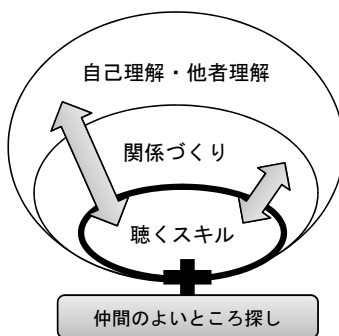 自己理解・他者理解
関係づくり
聴くスキル
仲間のよいところ探し